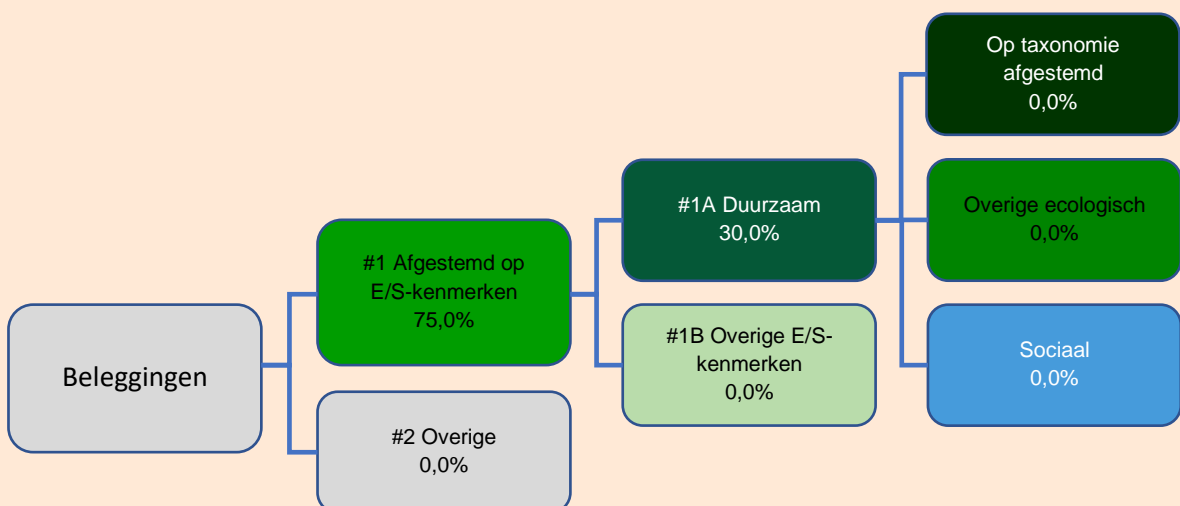 Beleggingen
#1 Afgestemd op
E/S-kenmerken
75,0%
#2 Overige
0,0%
#1A Duurzaam
30,0%
#1B Overige E/S-
kenmerken
0,0%
Op taxonomie
afgestemd
0,0%
Overige ecologisch
0,0%
Sociaal
0,0%